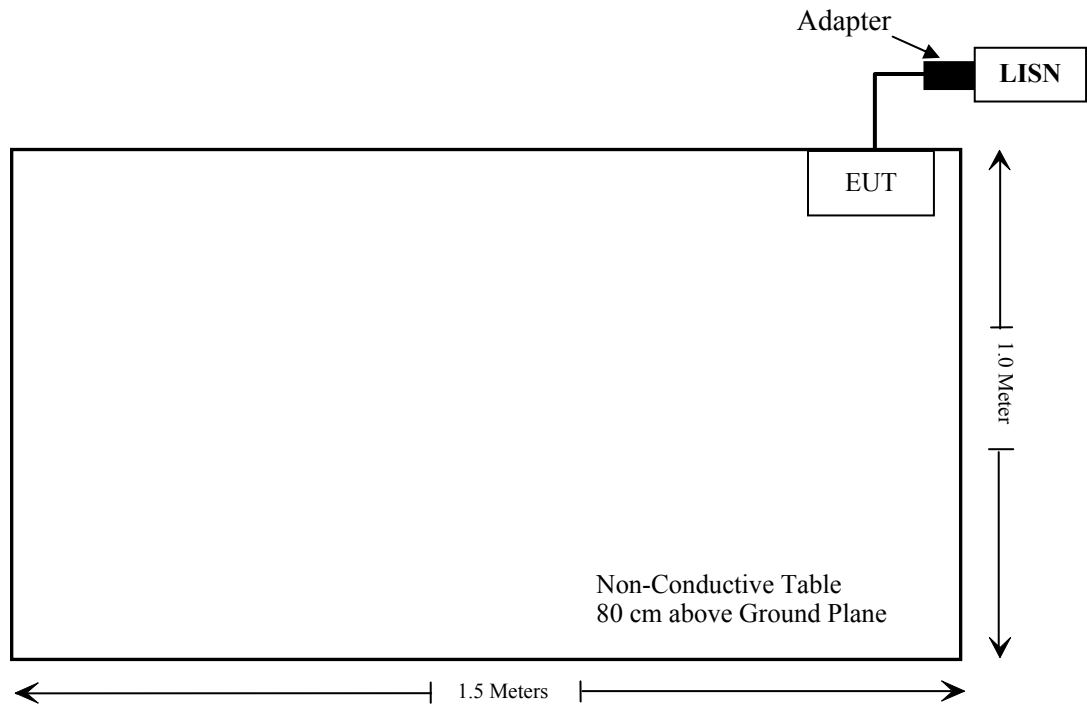 Adapter
LISN
EUT
1.0 Meter
Non-Conductive Table
80 cm above Ground Plane
1.5 Meters